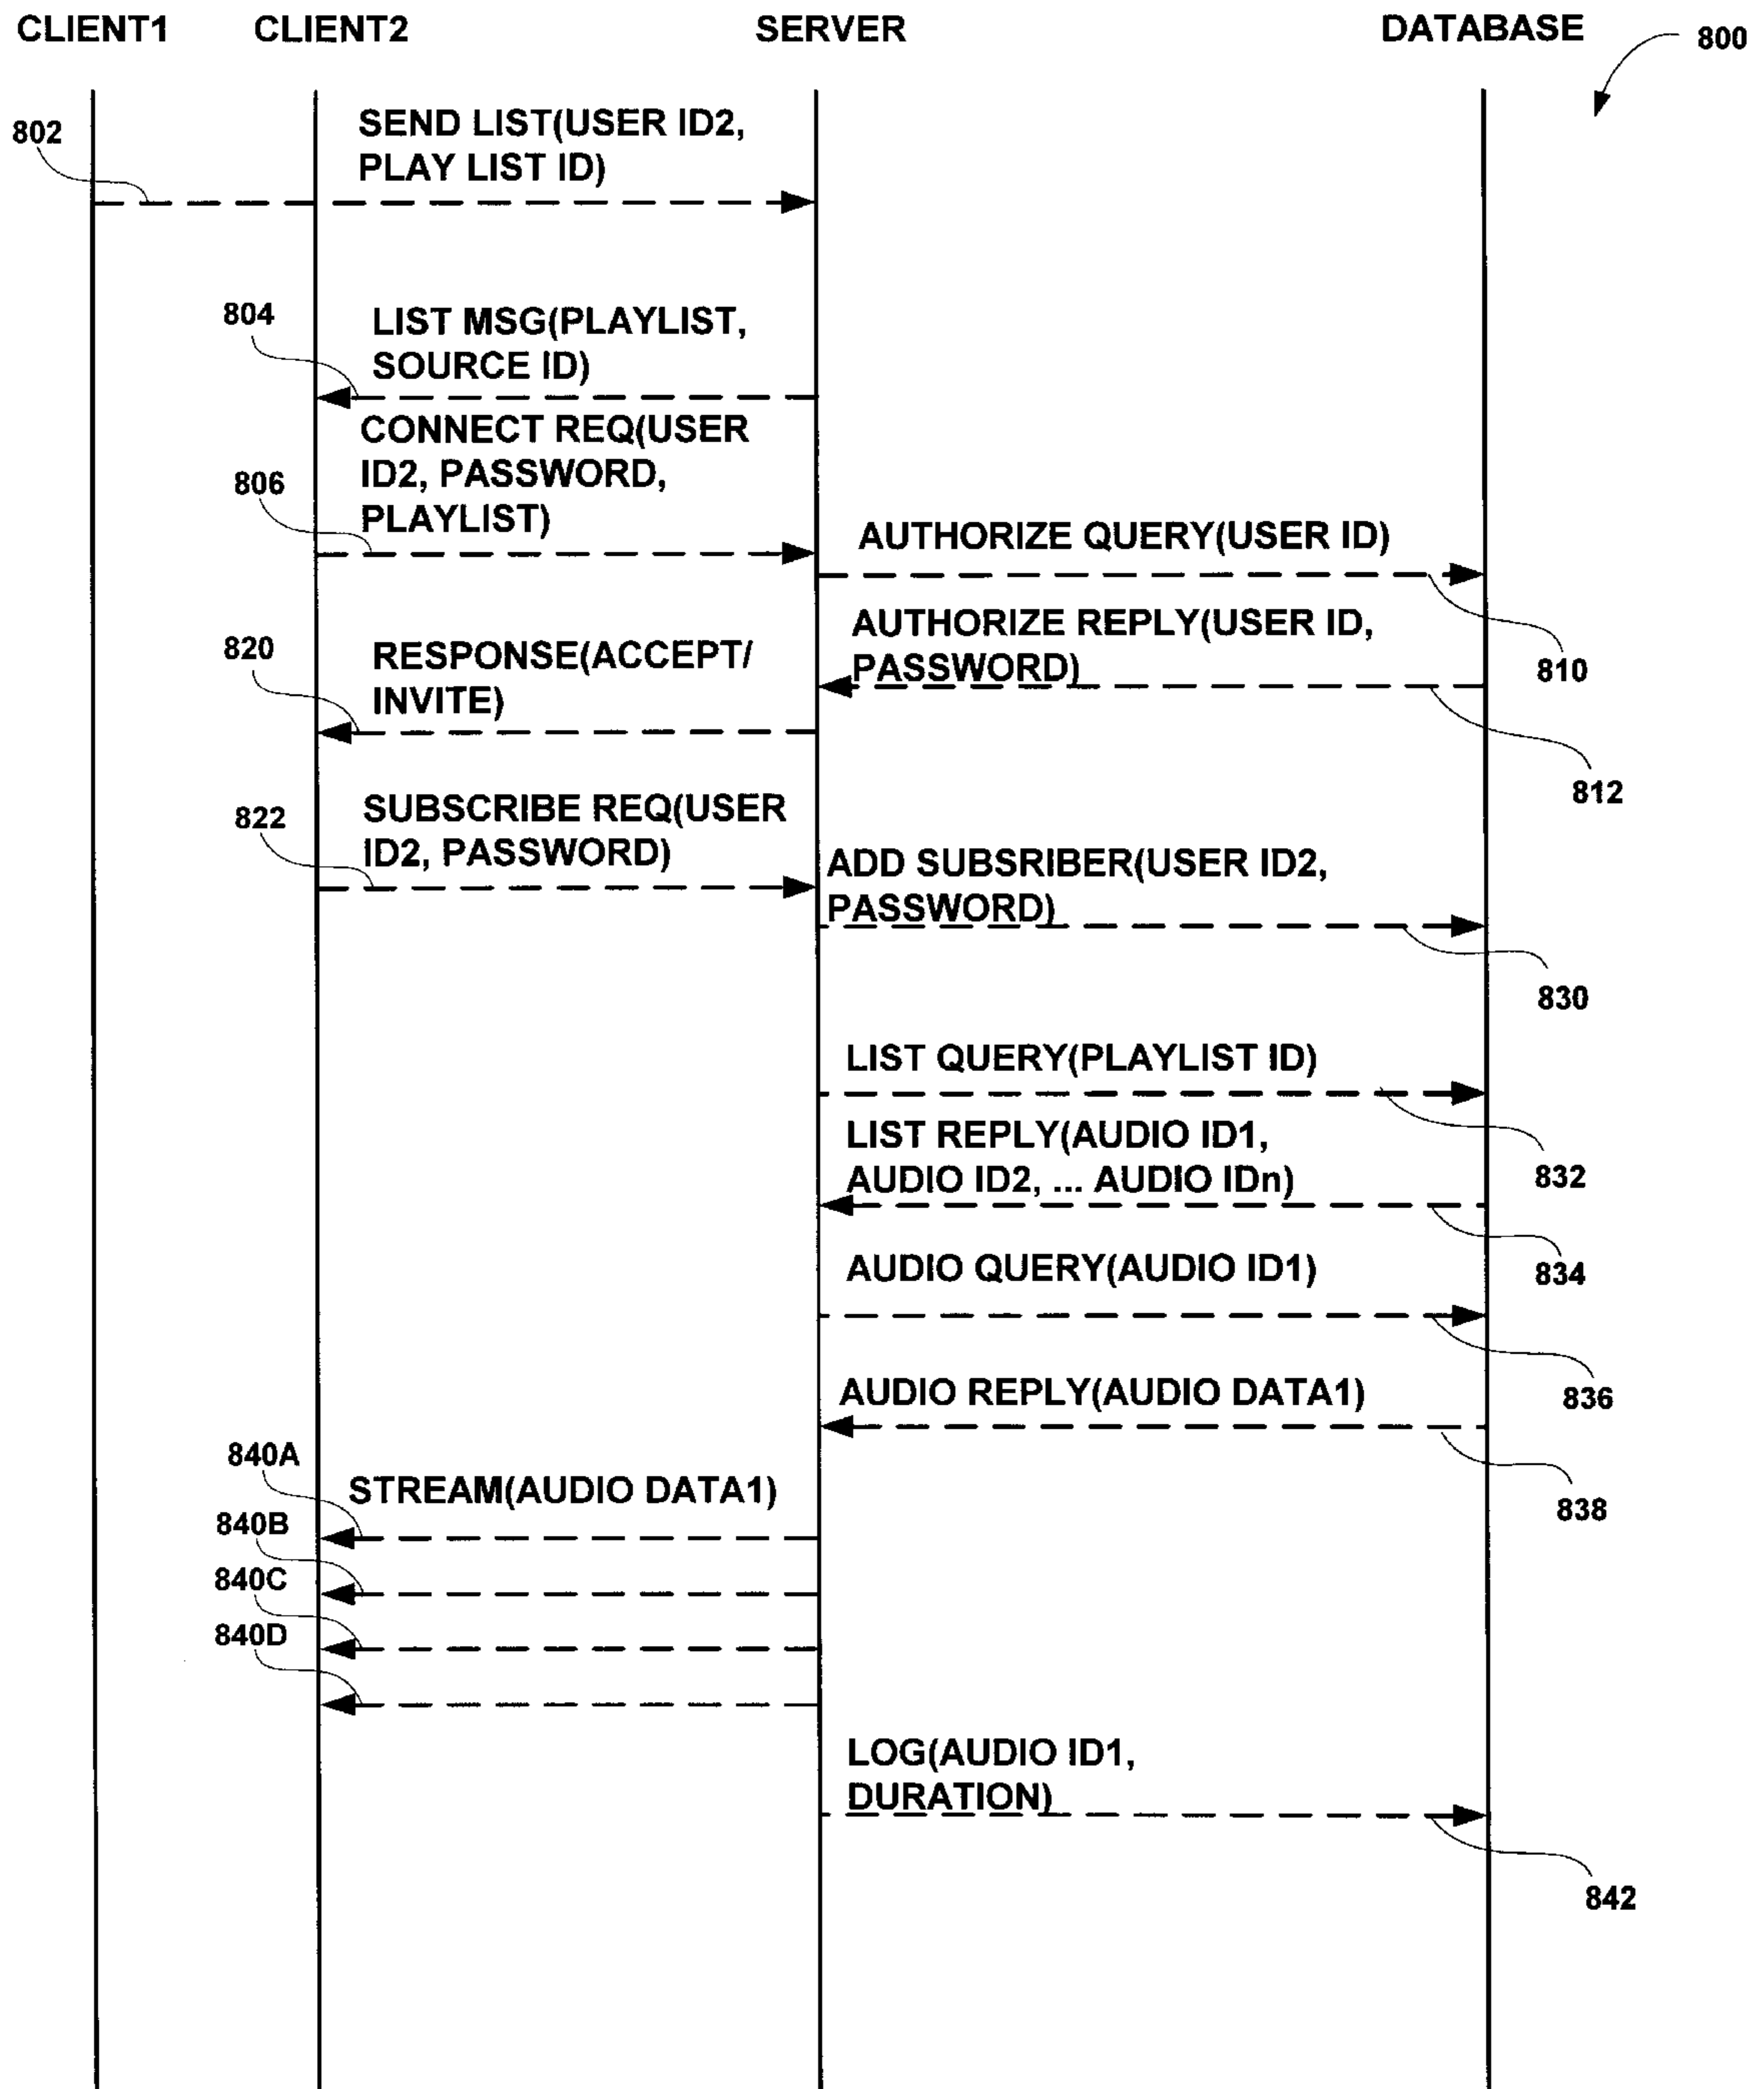 CLIENT1
CLIENT2
SERVER
DATABASE
800
802
SEND LIST(USER ID2,
PLAY LIST ID)
804
LIST MSG(PLAYLIST,
SOURCE ID)
806
CONNECT REQ(USER
ID2, PASSWORD,
PLAYLIST)
AUTHORIZE QUERY(USER ID)
810
AUTHORIZE REPLY(USER ID,
PASSWORD)
812
820
RESPONSE(ACCEPT/
INVITE)
822
SUBSCRIBE REQ(USER
ID2, PASSWORD)
ADD SUBSRIBER(USER ID2,
PASSWORD)
830
LIST QUERY(PLAYLIST ID)
832
LIST REPLY(AUDIO ID1,
AUDIO ID2, ... AUDIO IDn)
834
AUDIO QUERY(AUDIO ID1)
836
AUDIO REPLY(AUDIO DATA1)
838
840A
STREAM(AUDIO DATA1)
840B
840C
840D
LOG(AUDIO ID1,
DURATION)
842